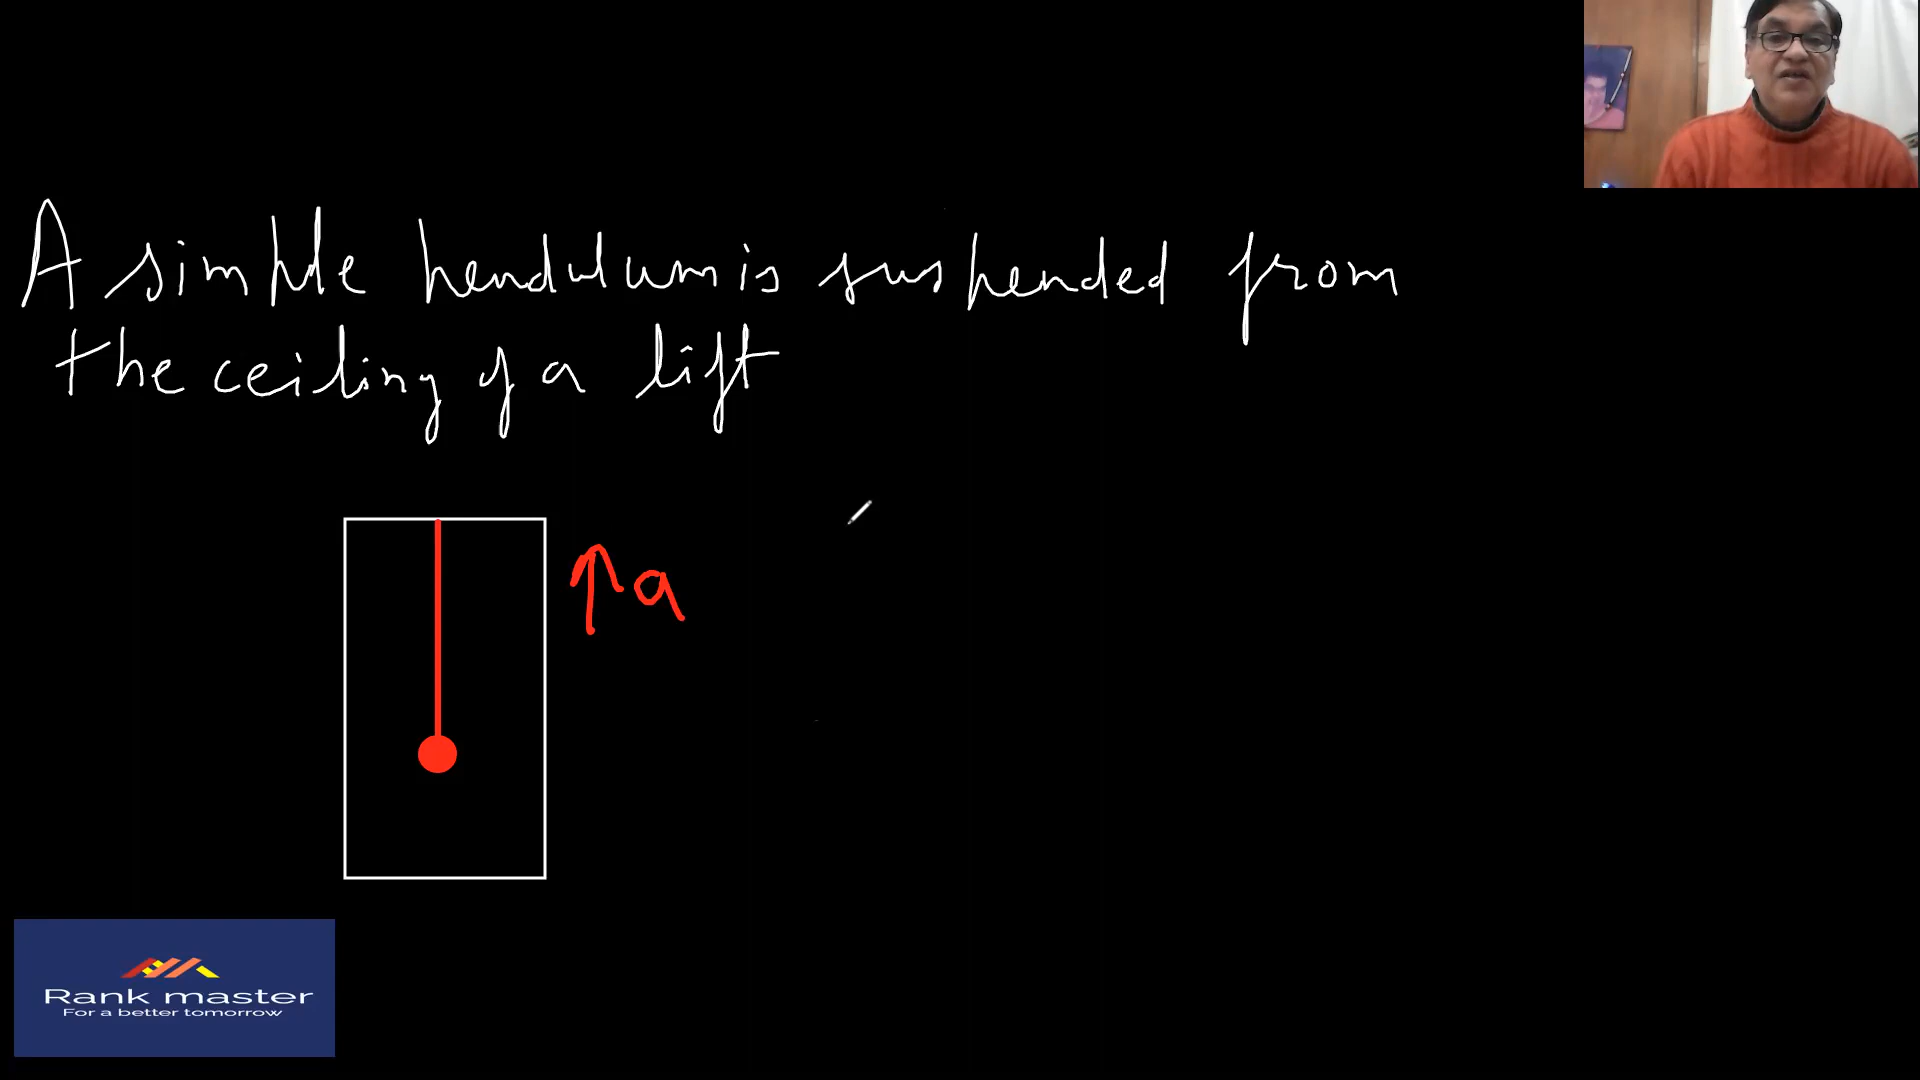 A simple pendulum is suspended from
the ceiling of a lift
a
Rank master
For a better tomorrow